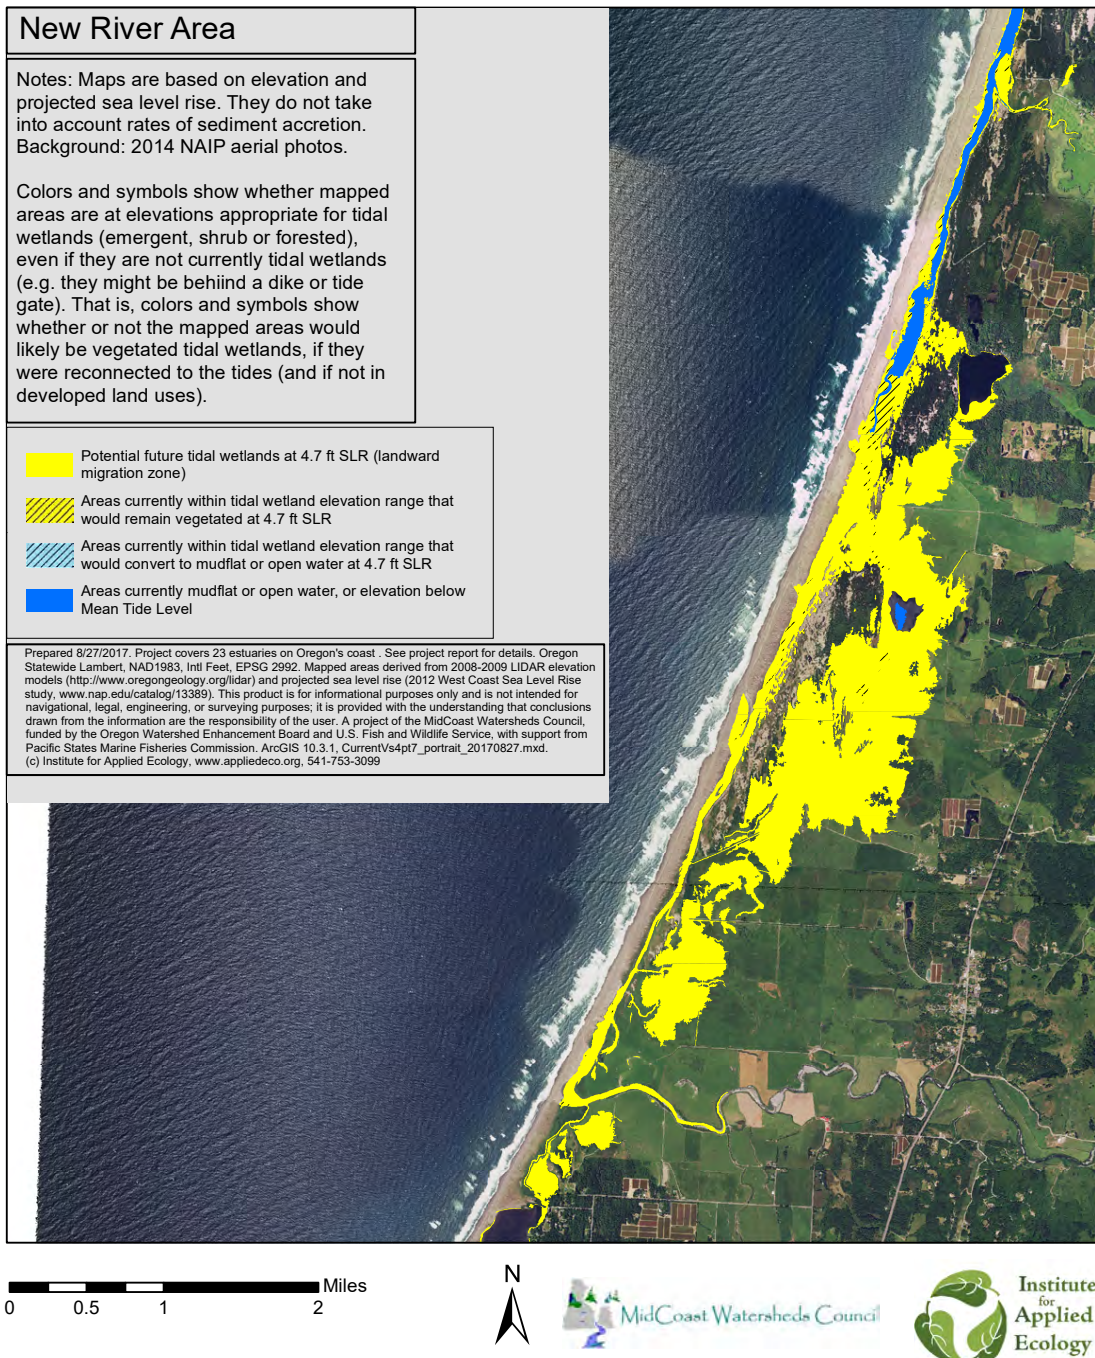 New River Area
Notes: Maps are based on elevation and
projected sea level rise. They do not take
into account rates of sediment accretion.
Background: 2014 NAIP aerial photos.
Colors and symbols show whether mapped
areas are at elevations appropriate for tidal
wetlands (emergent, shrub or forested),
even if they are not currently tidal wetlands
(e.g. they might be behiind a dike or tide
gate). That is, colors and symbols show
whether or not the mapped areas would
likely be vegetated tidal wetlands, if they
were reconnected to the tides (and if not in
developed land uses).
Potential future tidal wetlands at 4.7 ft SLR (landward
migration zone)
Areas currently within tidal wetland elevation range that
would remain vegetated at 4.7 ft SLR
Areas currently within tidal wetland elevation range that
would convert to mudflat or open water at 4.7 ft SLR
Areas currently mudflat or open water, or elevation below
Mean Tide Level
Prepared 8/27/2017. Project covers 23 estuaries on Oregon's coast . See project report for details. Oregon
Statewide Lambert, NAD1983, Intl Feet, EPSG 2992. Mapped areas derived from 2008-2009 LIDAR elevation
models (http://www.oregongeology.org/lidar) and projected sea level rise (2012 West Coast Sea Level Rise
study, www.nap.edu/catalog/13389). This product is for informational purposes only and is not intended for
navigational, legal, engineering, or surveying purposes; it is provided with the understanding that conclusions
drawn from the information are the responsibility of the user. A project of the MidCoast Watersheds Council,
funded by the Oregon Watershed Enhancement Board and U.S. Fish and Wildlife Service, with support from
Pacific States Marine Fisheries Commission. ArcGIS 10.3.1, CurrentVs4pt7_portrait_20170827.mxd.
(c) Institute for Applied Ecology, www.appliedeco.org, 541-753-3099
Miles
0 0.5 1 2
N
MidCoast Watersheds Council
Institute
for
Applied
Ecology